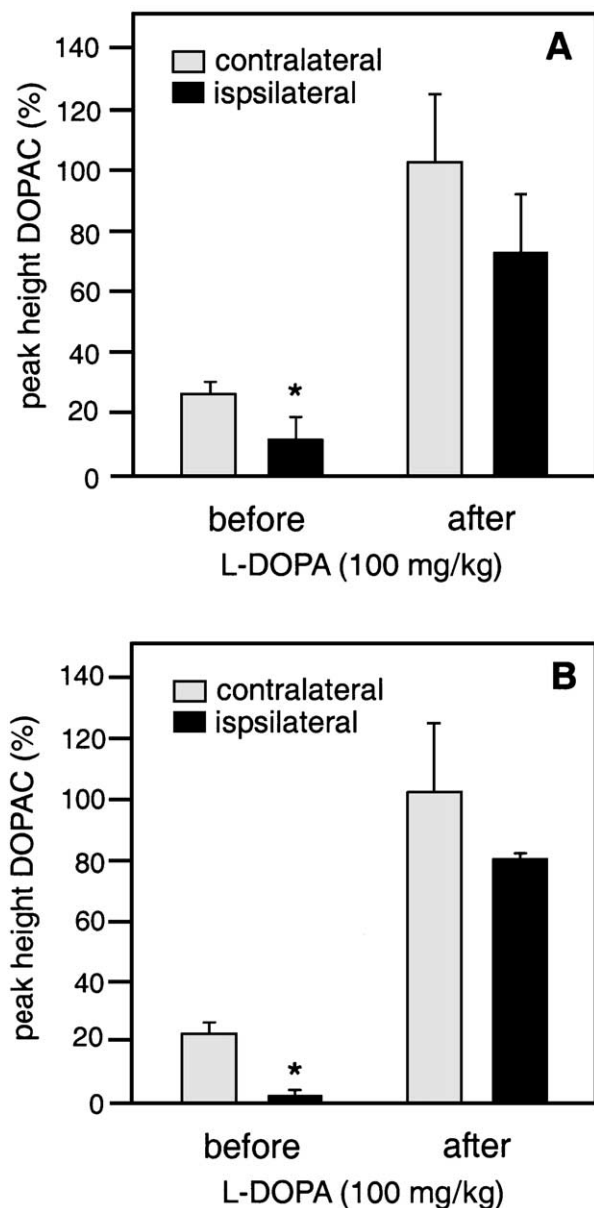 A
contralateral
ispsilateral
peak height DOPAC (%)
140
120
100
80
60
40
20
0
*
before after
L-DOPA (100 mg/kg)
B
contralateral
ispsilateral
peak height DOPAC (%)
140
120
100
80
60
40
20
0
*
before after
L-DOPA (100 mg/kg)